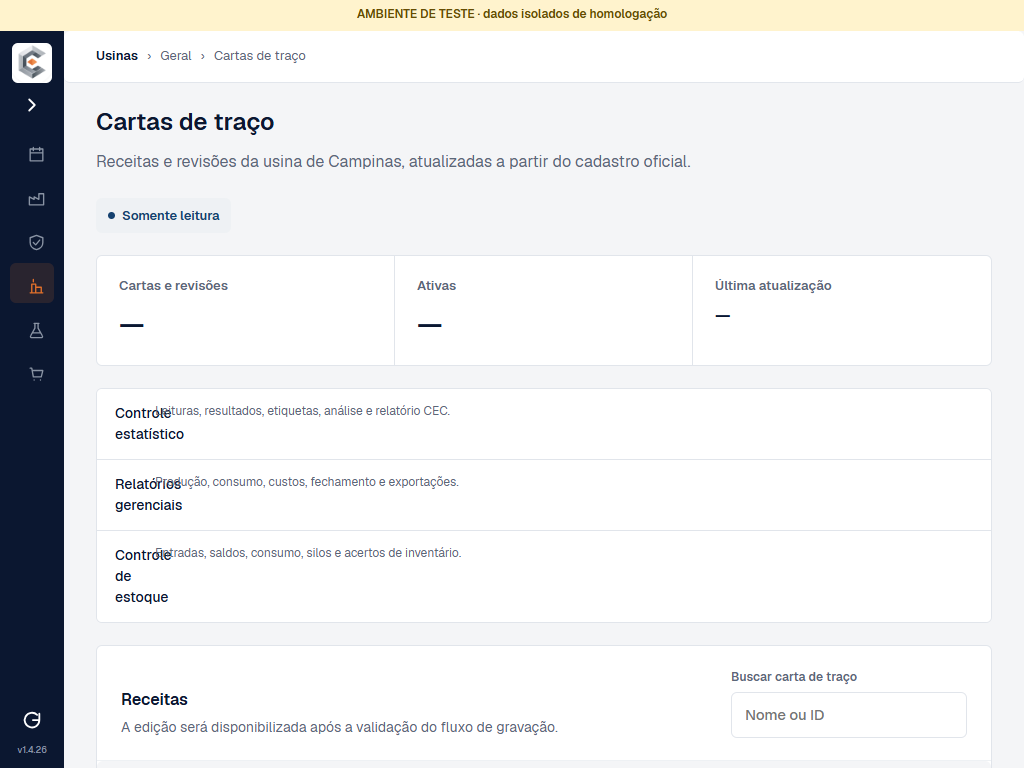 AMBIENTE DE TESTE · dados isolados de homologação
Usinas › Geral › Cartas de traço
Cartas de traço
Receitas e revisões da usina de Campinas, atualizadas a partir do cadastro oficial.
Somente leitura
Cartas e revisões
—
Ativas
—
Última atualização
—
Controle estatístico
Leituras, resultados, etiquetas, análise e relatório CEC.
Relatórios gerenciais
Produção, consumo, custos, fechamento e exportações.
Controle de estoque
Entradas, saldos, consumo, silos e acertos de inventário.
Receitas
A edição será disponibilizada após a validação do fluxo de gravação.
Buscar carta de traço
Nome ou ID
v1.4.26